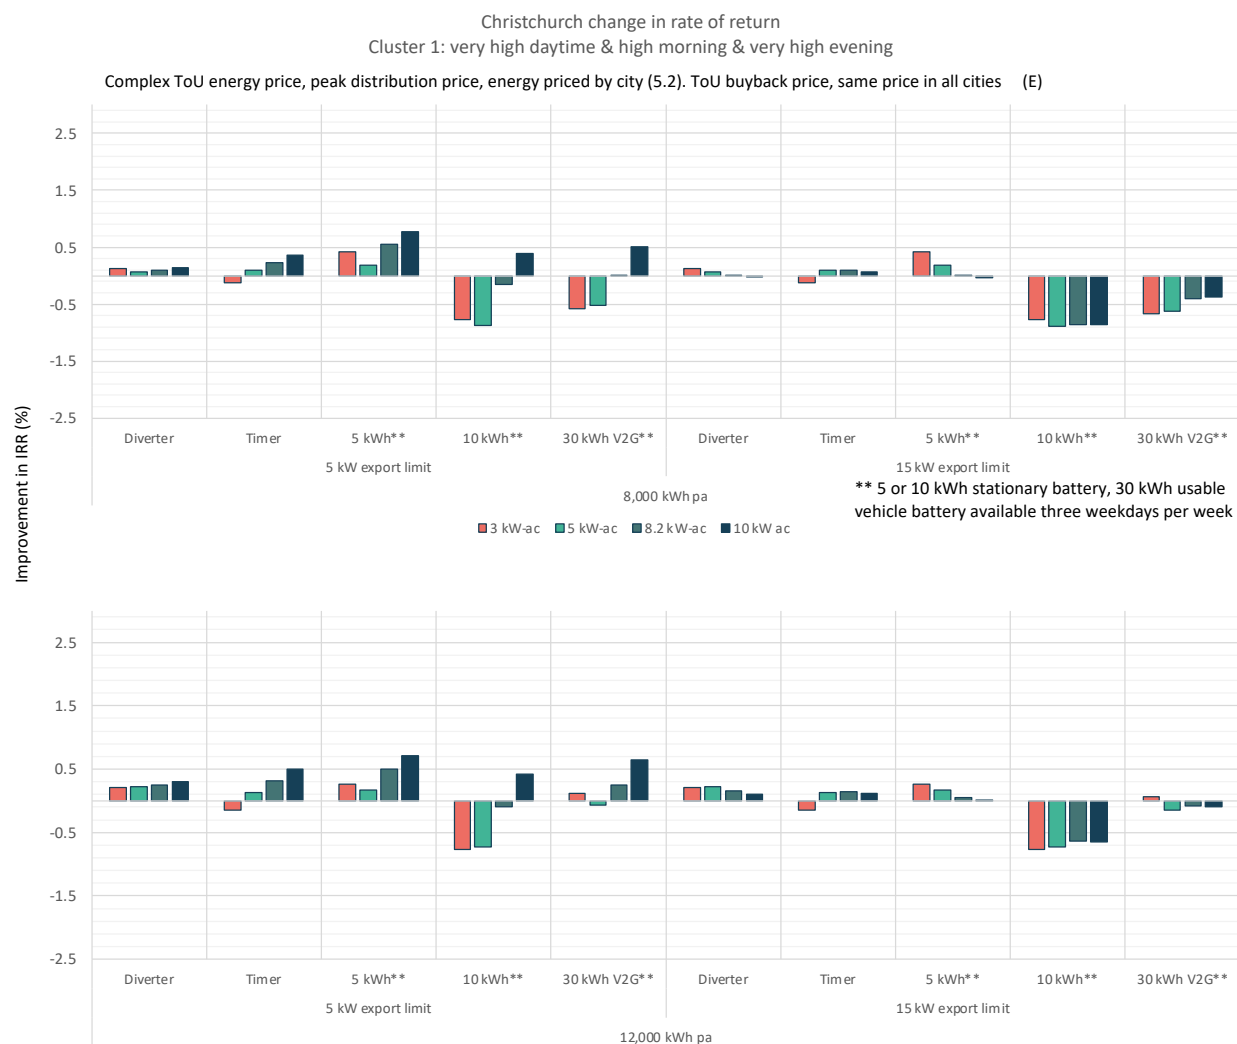 Christchurch change in rate of return
Cluster 1: very high daytime & high morning & very high evening
Complex ToU energy price, peak distribution price, energy priced by city (5.2). ToU buyback price, same price in all cities (E)
Improvement in IRR (%)
2.5
1.5
0.5
-0.5
-1.5
-2.5
Diverter Timer 5 kWh** 10 kWh** 30 kWh V2G** Diverter Timer 5 kWh** 10 kWh** 30 kWh V2G**
5 kW export limit 15 kW export limit
8,000 kWh pa
** 5 or 10 kWh stationary battery, 30 kWh usable
vehicle battery available three weekdays per week
3 kW-ac 5 kW-ac 8.2 kW-ac 10 kW ac
2.5
1.5
0.5
-0.5
-1.5
-2.5
Diverter Timer 5 kWh** 10 kWh** 30 kWh V2G** Diverter Timer 5 kWh** 10 kWh** 30 kWh V2G**
5 kW export limit 15 kW export limit
12,000 kWh pa